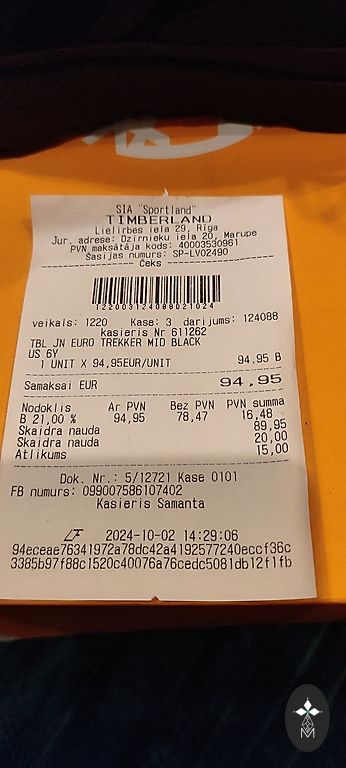 SIA "Sportland"
TIMBERLAND
Lielirbes iela 29, Rīga
Jur. adrese: Dzirnieku iela 20, Marupe
PVN maksātāja kods: 40003530961
Sasijas numurs: SP-LV02490
Čeks
122003124088021024
veikals: 1220 Kase: 3 darijums: 124088
kasieris Nr 611262
TBL JN EURO TREKKER MID BLACK
US 6Y
1 UNIT X 94,95EUR/UNIT 94,95 B
Samaksai EUR 94,95
Nodoklis Ar PVN Bez PVN PVN summa
B 21,00 % 94,95 78,47 16,48
Skaidra nauda 89,95
Skaidra nauda 20,00
Atlikums 15,00
Dok. Nr.: 5/12721 Kase 0101
FB numurs: 099007586107402
Kasieris Samanta
2024-10-02 14:29:06
94eceae76341972a78dc42a4192577240eccf36c
3385b97f88c1520c40076a76cedc5081db12f1fb